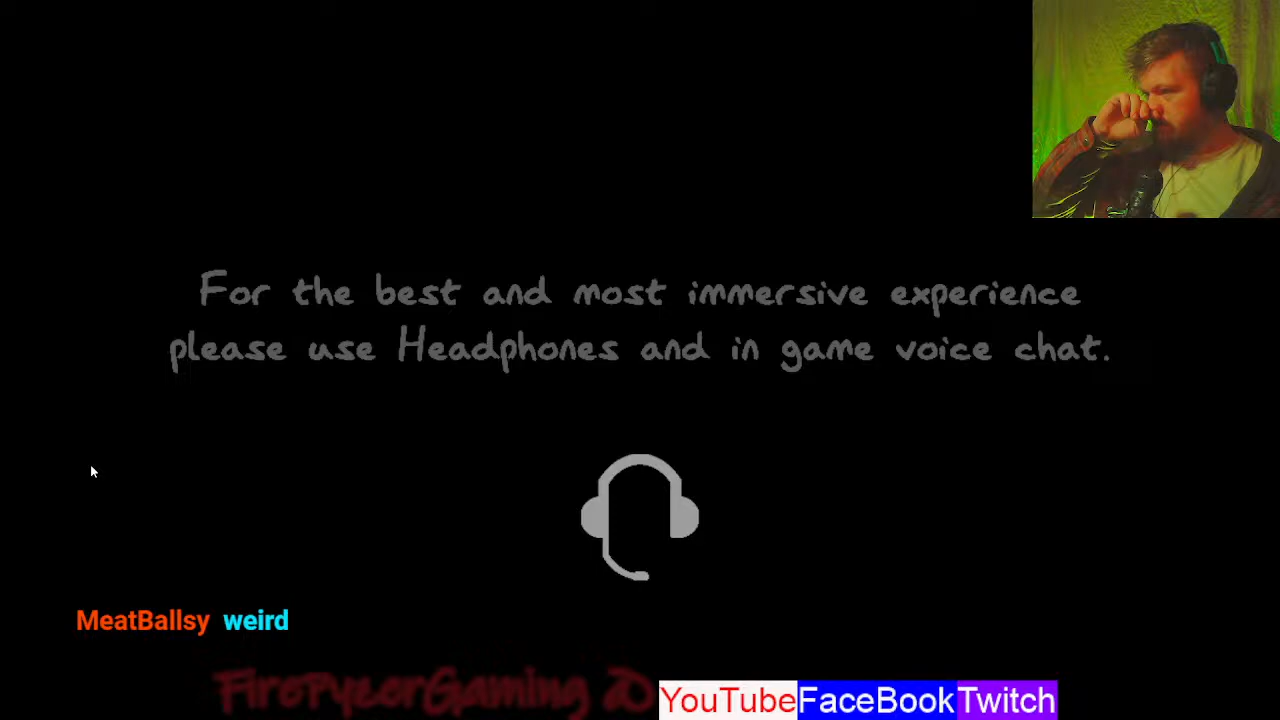 For the best and most immersive experience
please use Headphones and in game voice chat.
MeatBallsy weird
YouTube FaceBook Twitch